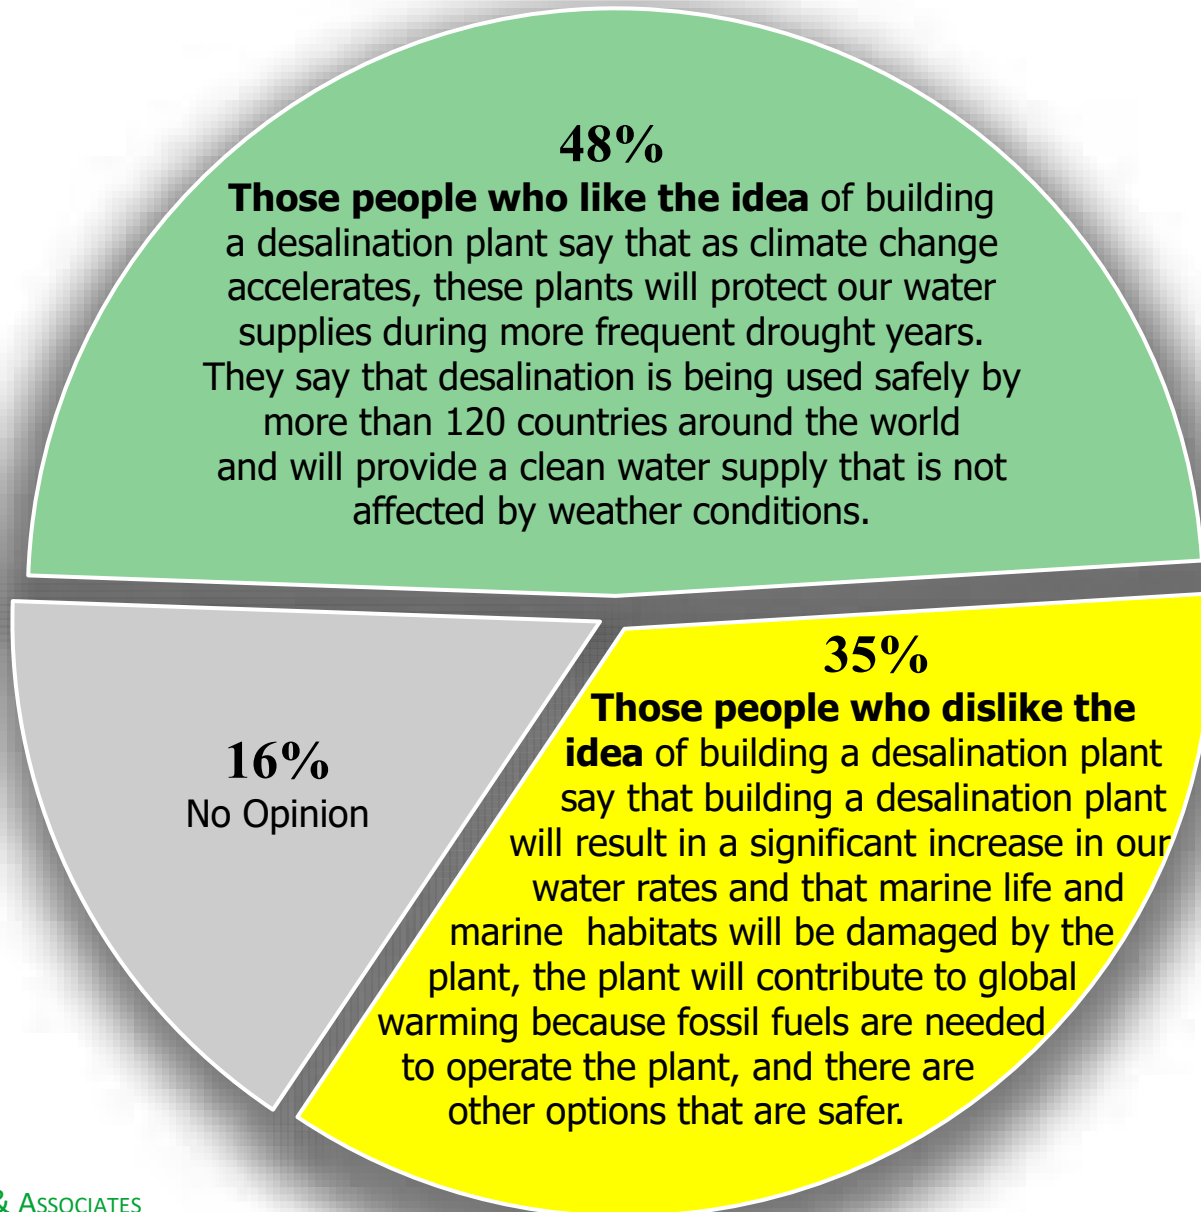 48%
Those people who like the idea of building
a desalination plant say that as climate change
accelerates, these plants will protect our water
supplies during more frequent drought years.
They say that desalination is being used safely by
more than 120 countries around the world
and will provide a clean water supply that is not
affected by weather conditions.
35%
Those people who dislike the
idea of building a desalination plant
say that building a desalination plant
will result in a significant increase in our
water rates and that marine life and
marine  habitats will be damaged by the
plant, the plant will contribute to global
warming because fossil fuels are needed
to operate the plant, and there are
other options that are safer.
16%
No Opinion
& ASSOCIATES